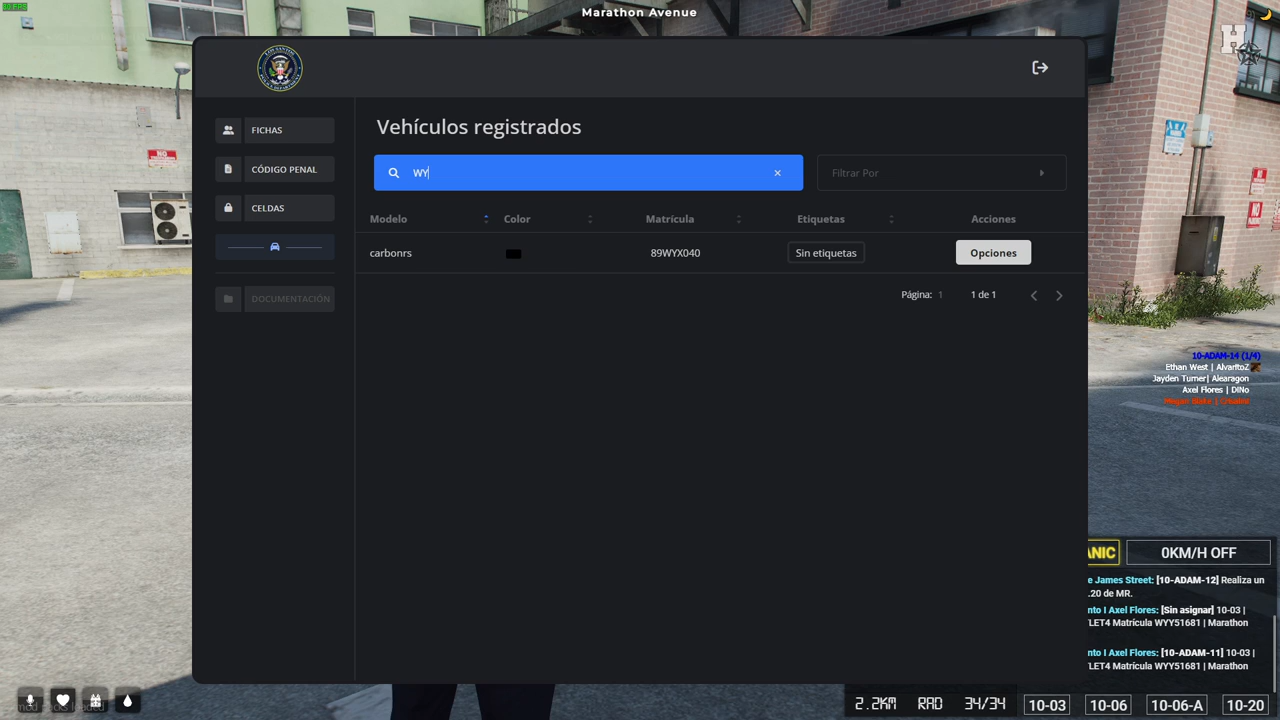 Marathon Avenue
FICHAS
CÓDIGO PENAL
CELDAS
DOCUMENTACIÓN
Vehículos registrados
WY
Filtrar Por
Modelo Color Matrícula Etiquetas Acciones
carbonrs 89WYX040 Sin etiquetas Opciones
Página: 1 1 de 1
10-ADAM-14 (1/4)
Ethan West | AlvaritoZ
Jayden Turner| Alearagon
Axel Flores | DiNo
ANIC 0KM/H OFF
e James Street: [10-ADAM-12] Realiza un
.20 de MR.
nto I Axel Flores: [Sin asignar] 10-03 |
'LET4 Matrícula WYY51681 | Marathon
nto I Axel Flores: [10-ADAM-11] 10-03 |
'LET4 Matrícula WYY51681 | Marathon
2.2KM RAD 34/34 10-03 10-06 10-06-A 10-20